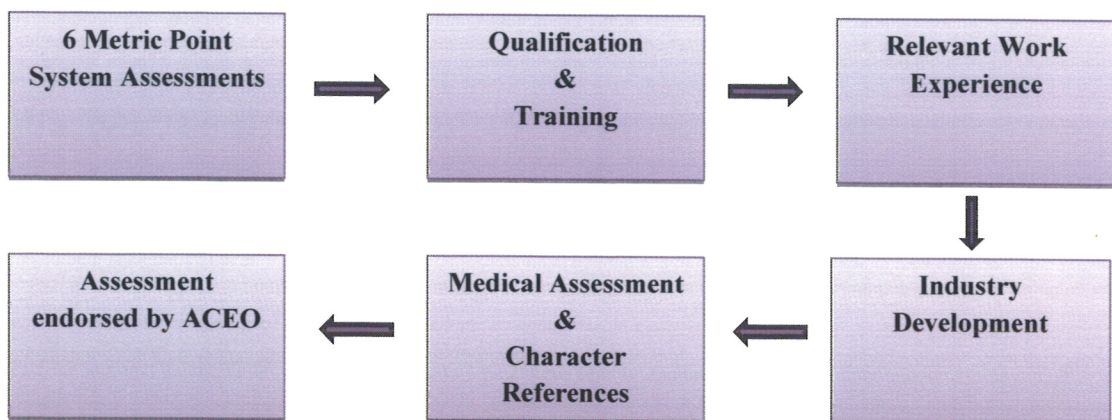 6 Metric Point
System Assessments
Qualification
&
Training
Relevant Work
Experience
Industry
Development
Medical Assessment
&
Character
References
Assessment
endorsed by ACEO